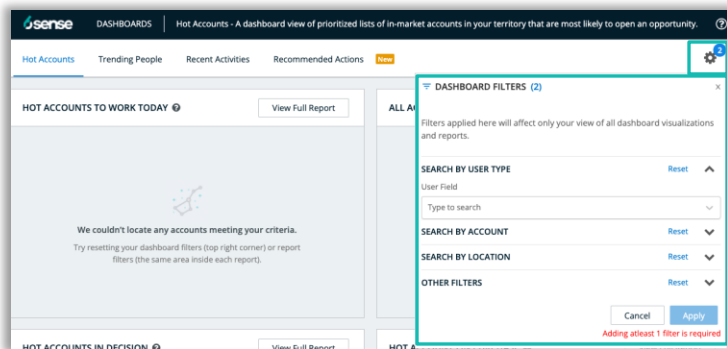 6sense
DASHBOARDS
Hot Accounts - A dashboard view of prioritized lists of in-market accounts in your territory that are most likely to open an opportunity.
Hot Accounts
Trending People
Recent Activities
Recommended Actions
New
2
HOT ACCOUNTS TO WORK TODAY
View Full Report
We couldn't locate any accounts meeting your criteria.
Try resetting your dashboard filters (top right corner) or report
filters (the same area inside each report).
ALL
DASHBOARD FILTERS (2)
Filters applied here will affect only your view of all dashboard visualizations
and reports.
SEARCH BY USER TYPE
Reset
User Field
Type to search
SEARCH BY ACCOUNT
Reset
SEARCH BY LOCATION
Reset
OTHER FILTERS
Reset
Cancel
Apply
Adding atleast 1 filter is required
HOT ACCOUNTS IN DECISION
View Full Report
HOT